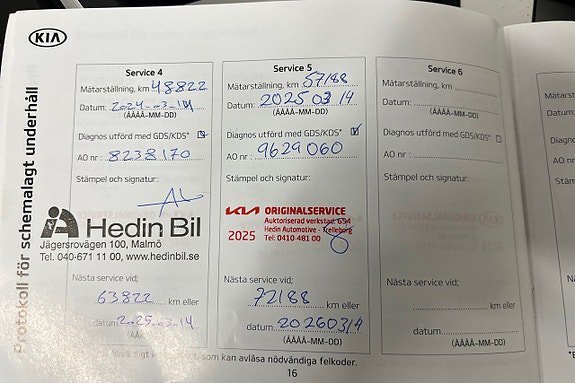 KIA
Protokoll för schemalagt underhåll
Service 4
Mätarställning, km 48822
Datum: 2024-03-14
(ÅÅÅÅ-MM-DD)
Diagnos utförd med GDS/KDS*
AO nr : 8238170
Stämpel och signatur:
Hedin Bil
Jägersrovägen 100, Malmö
Tel. 040-671 11 00, www.hedinbil.se
Nästa service vid;
63822 km eller
datum 2025-03-14
(ÅÅÅÅ-MM-DD)
Service 5
Mätarställning, km 57188
Datum: 2025 03 14
(ÅÅÅÅ-MM-DD)
Diagnos utförd med GDS/KDS*
AO nr : 9629060
Stämpel och signatur:
KIA ORIGINALSERVICE
Auktoriserad verkstad 654
Hedin Automotive - Trelleborg
2025 Tel: 0410-481 00
Nästa service vid;
72188 km eller
datum 20260314
(ÅÅÅÅ-MM-DD)
Service 6
Mätarställning, km
Datum:
(ÅÅÅÅ-MM-DD)
Diagnos utförd med GDS/KDS*
AO nr :
Stämpel och signatur:
Nästa service vid;
km eller
datum
(ÅÅÅÅ-MM-DD)
som kan avläsa nödvändiga felkoder.
16